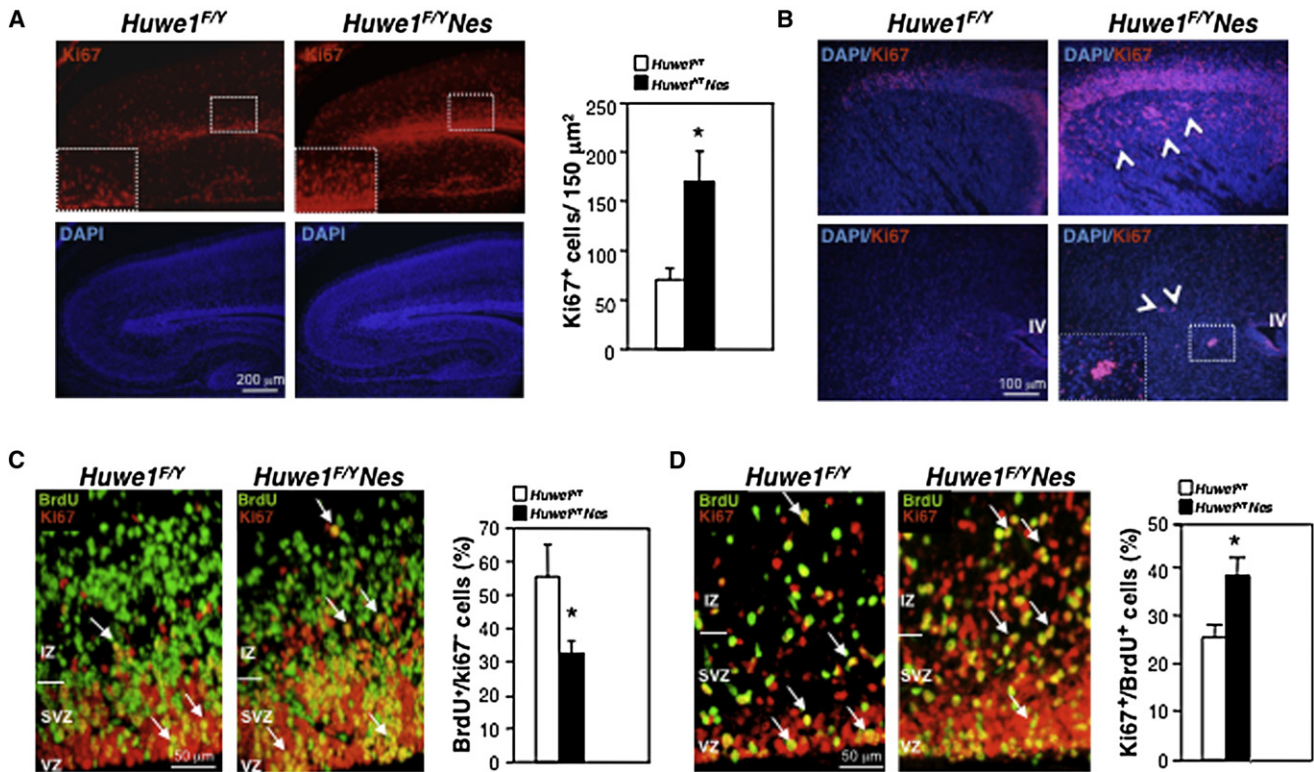 A
Huwe1F/Y
Huwe1F/YNes
Ki67
Ki67
DAPI
DAPI
200 µm
Ki67+ cells/ 150 µm2
250
200
150
100
50
0
*
B
Huwe1F/Y
Huwe1F/YNes
DAPI/Ki67
DAPI/Ki67
DAPI/Ki67
DAPI/Ki67
IV
IV
100 µm
C
Huwe1F/Y
Huwe1F/YNes
BrdU
Ki67
BrdU
Ki67
IZ
SVZ
VZ
50 µm
IZ
SVZ
VZ
BrdU+/ki67- cells (%)
70
60
50
40
30
20
10
0
*
D
Huwe1F/Y
Huwe1F/YNes
BrdU
Ki67
BrdU
Ki67
IZ
SVZ
VZ
50 µm
IZ
SVZ
VZ
Ki67+/BrdU+ cells (%)
50
40
30
20
10
0
*